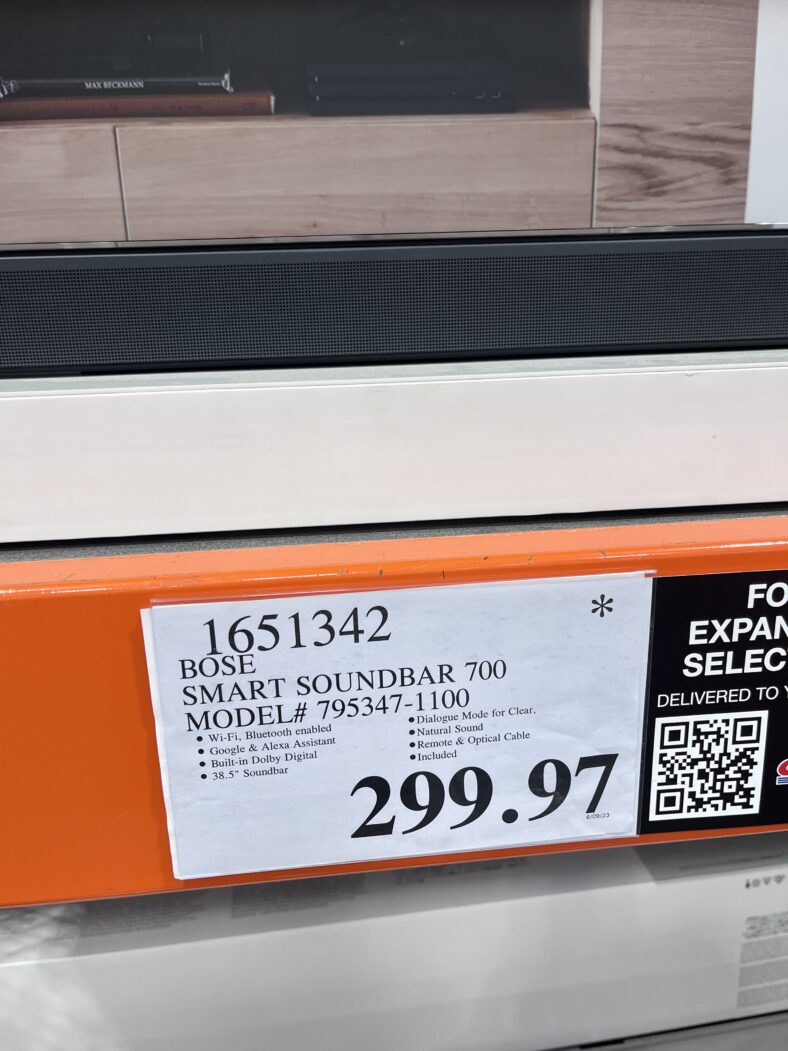 MAX BECKMANN
1651342
*
BOSE
SMART SOUNDBAR 700
MODEL# 795347-1100
• Wi-Fi, Bluetooth enabled
• Google & Alexa Assistant
• Built-in Dolby Digital
• 38.5" Soundbar
• Dialogue Mode for Clear,
• Natural Sound
• Remote & Optical Cable
• Included
299.97
6/09/23
FO
EXPAN
SELEC
DELIVERED TO Y